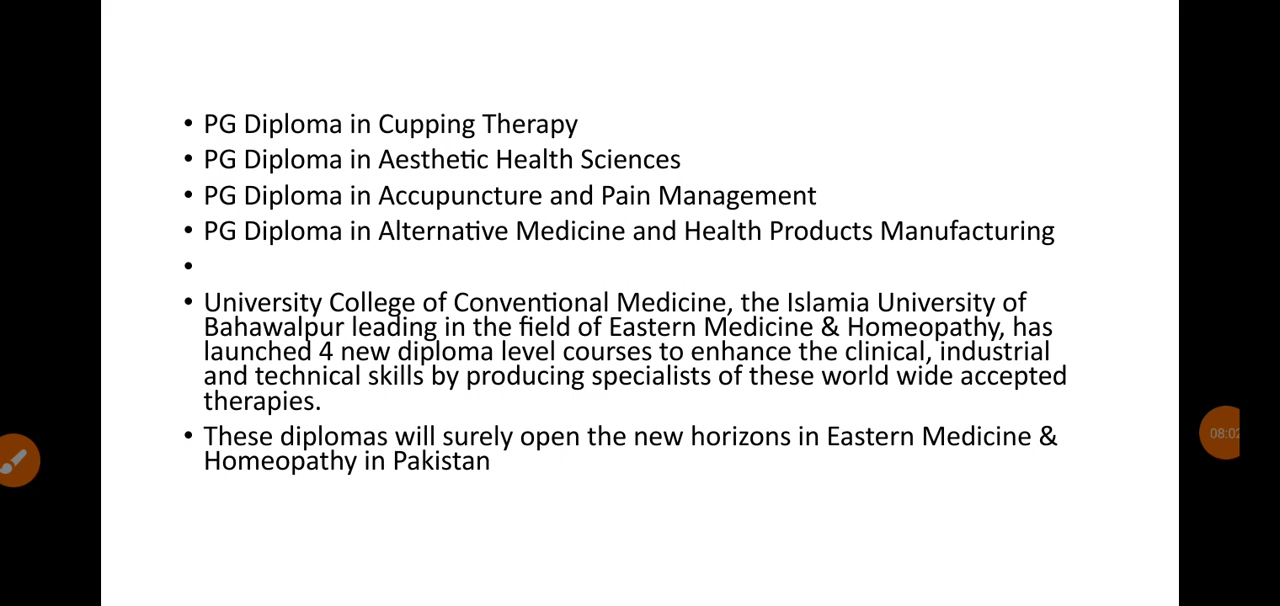 • PG Diploma in Cupping Therapy
• PG Diploma in Aesthetic Health Sciences
• PG Diploma in Accupuncture and Pain Management
• PG Diploma in Alternative Medicine and Health Products Manufacturing
•
• University College of Conventional Medicine, the Islamia University of
Bahawalpur leading in the field of Eastern Medicine & Homeopathy, has
launched 4 new diploma level courses to enhance the clinical, industrial
and technical skills by producing specialists of these world wide accepted
therapies.
• These diplomas will surely open the new horizons in Eastern Medicine &
Homeopathy in Pakistan
08:02